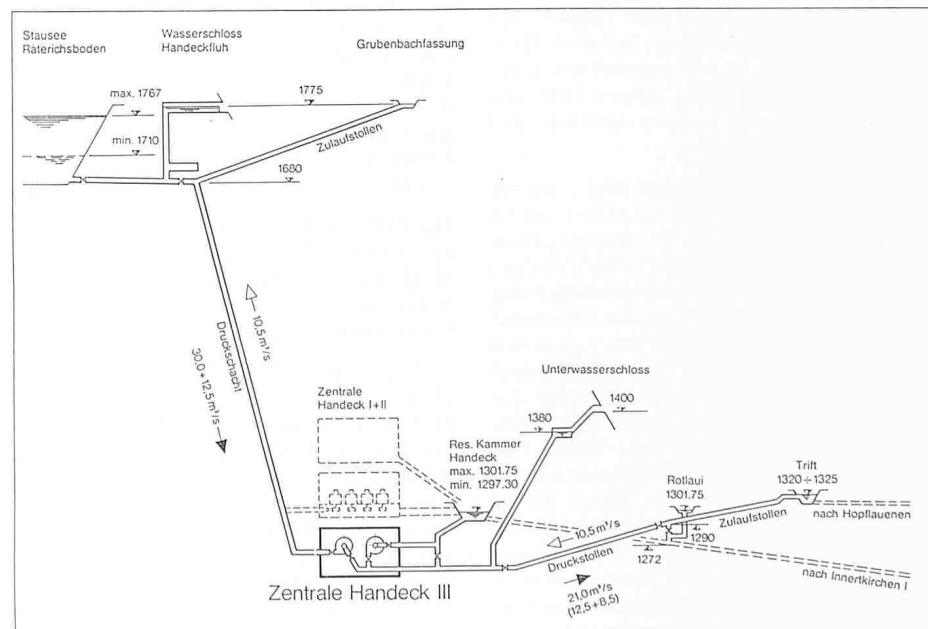 Stausee
Räterichsboden
Wasserschloss
Handeckfluh
Grubenbachfassung
max. 1767
1775
min. 1710
Zulaufstollen
1680
10,5 m³/s
Druckschacht
30,0 + 12,5 m³/s
Unterwasserschloss
Zentrale
Handeck I+II
1400
1380
Res. Kammer
Handeck
max. 1301.75
min. 1297.30
Rotlaui
1301.75
Trift
1320 ÷ 1325
Zulaufstollen
nach Hopflauenen
10,5 m³/s
1290
Druckstollen
1272
nach Innertkirchen I
Zentrale Handeck III
21,0 m³/s
(12,5 + 8,5)